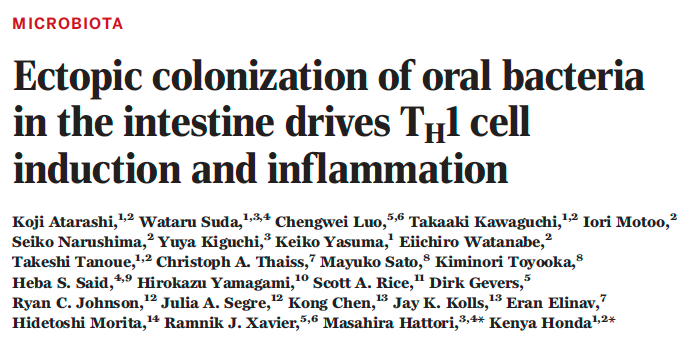 MICROBIOTA
Ectopic colonization of oral bacteria
in the intestine drives TH1 cell
induction and inflammation
Koji Atarashi,1,2 Wataru Suda,1,3,4 Chengwei Luo,5,6 Takaaki Kawaguchi,1,2 Iori Motoo,2
Seiko Narushima,2 Yuya Kiguchi,3 Keiko Yasuma,1 Eiichiro Watanabe,2
Takeshi Tanoue,1,2 Christoph A. Thaiss,7 Mayuko Sato,8 Kiminori Toyooka,8
Heba S. Said,4,9 Hirokazu Yamagami,10 Scott A. Rice,11 Dirk Gevers,5
Ryan C. Johnson,12 Julia A. Segre,12 Kong Chen,13 Jay K. Kolls,13 Eran Elinav,7
Hidetoshi Morita,14 Ramnik J. Xavier,5,6 Masahira Hattori,3,4* Kenya Honda1,2*